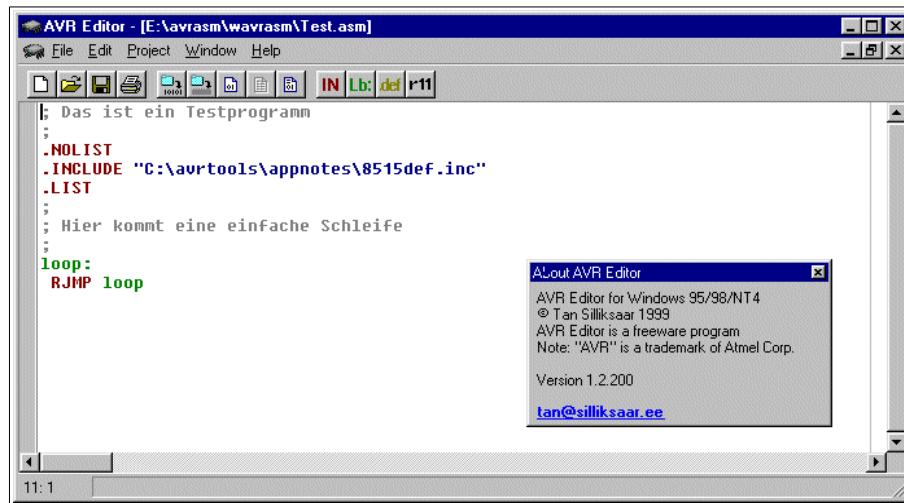 AVR Editor - [E:\avrasm\wavrasm\Test.asm]
File Edit Project Window Help
IN Lb: .def r11
; Das ist ein Testprogramm
;
.NOLIST
.INCLUDE "C:\avrtools\appnotes\8515def.inc"
.LIST
;
; Hier kommt eine einfache Schleife
;
loop:
RJMP loop
About AVR Editor
AVR Editor for Windows 95/98/NT4
© Tan Silliksaar 1999
AVR Editor is a freeware program
Note: "AVR" is a trademark of Atmel Corp.
Version 1.2.200
tan@silliksaar.ee
11: 1